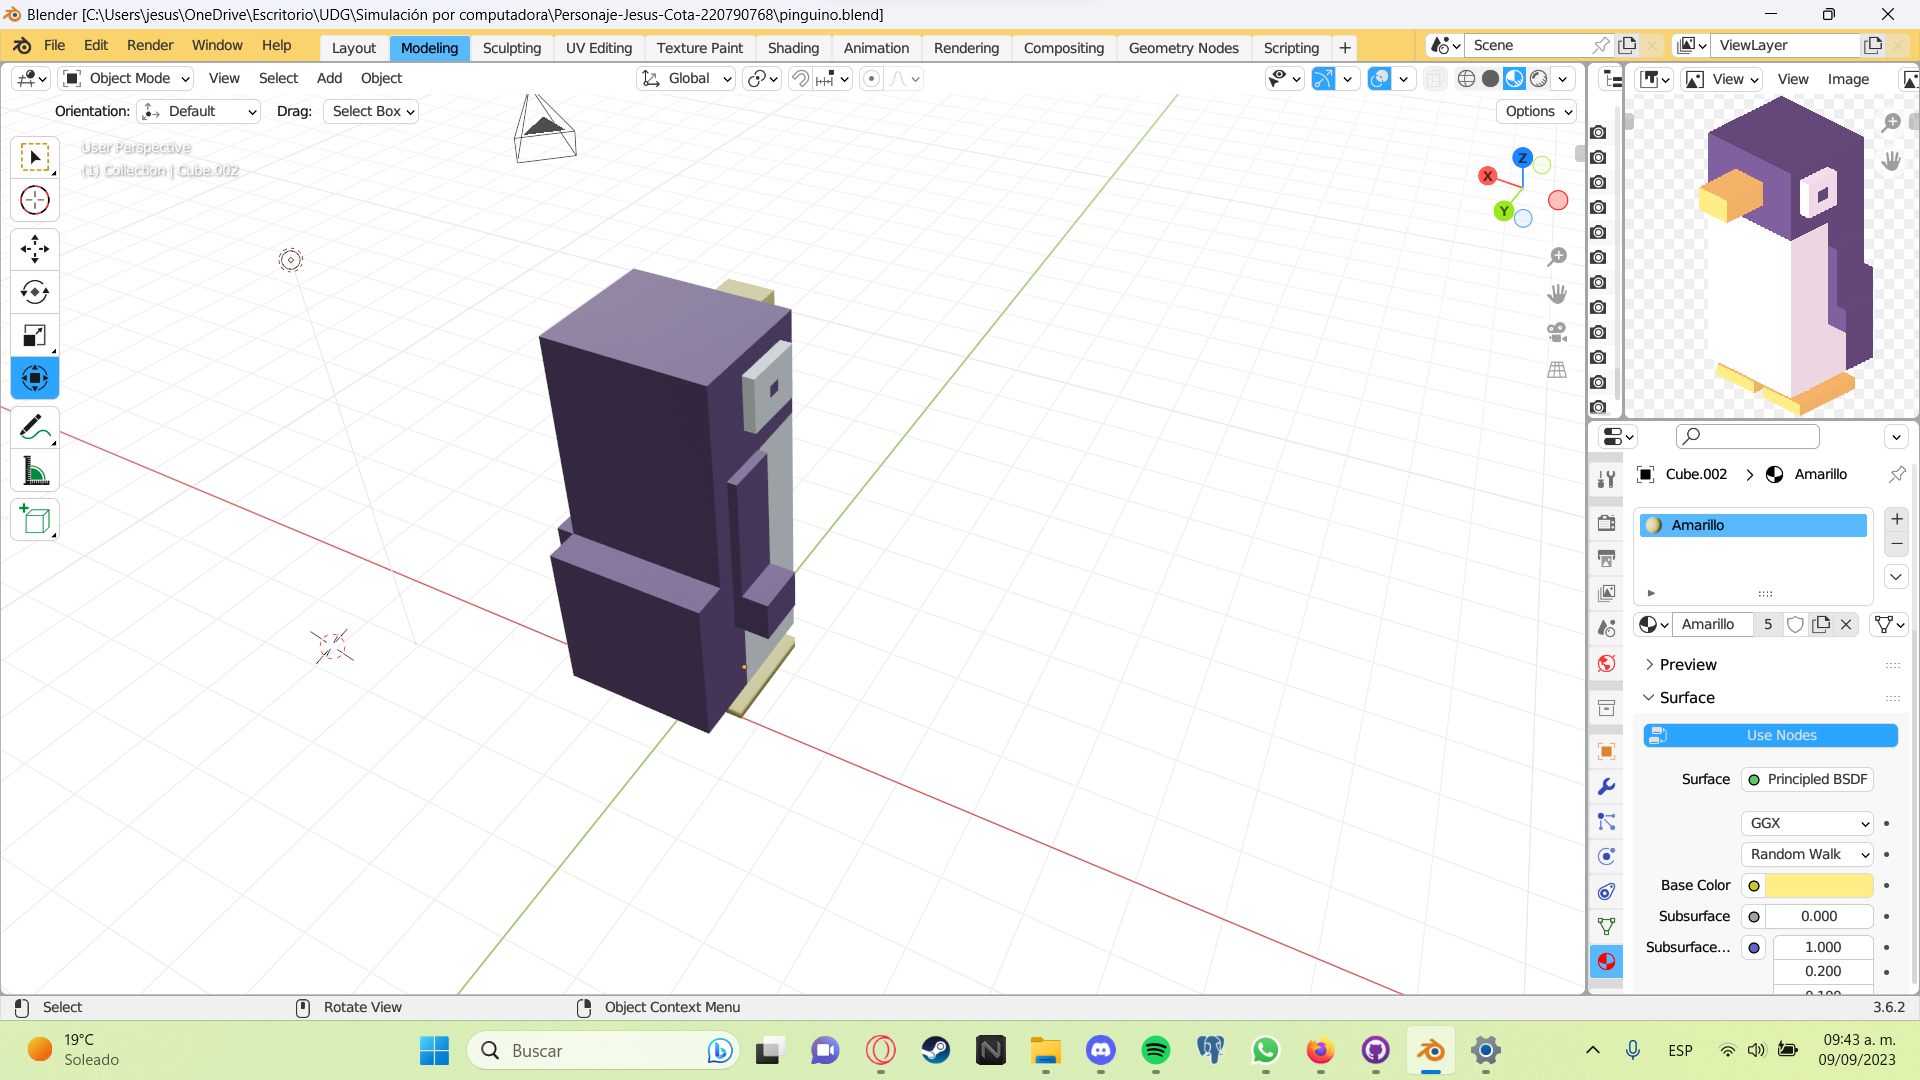 Blender [C:\Users\jesus\OneDrive\Escritorio\UDG\Simulación por computadora\Personaje-Jesus-Cota-220790768\pinguino.blend]
File Edit Render Window Help
Layout Modeling Sculpting UV Editing Texture Paint Shading Animation Rendering Compositing Geometry Nodes Scripting +
Scene
ViewLayer
Object Mode View Select Add Object
Global
View View Image
Orientation: Default Drag: Select Box
Options
User Perspective
(1) Collection | Cube.002
Z
X
Y
Cube.002 > Amarillo
Amarillo
Amarillo 5
Preview
Surface
Use Nodes
Surface Principled BSDF
GGX
Random Walk
Base Color
Subsurface 0.000
Subsurface... 1.000
0.200
0.100
Select Rotate View Object Context Menu 3.6.2
19°C
Soleado
Buscar
ESP
09:43 a. m.
09/09/2023